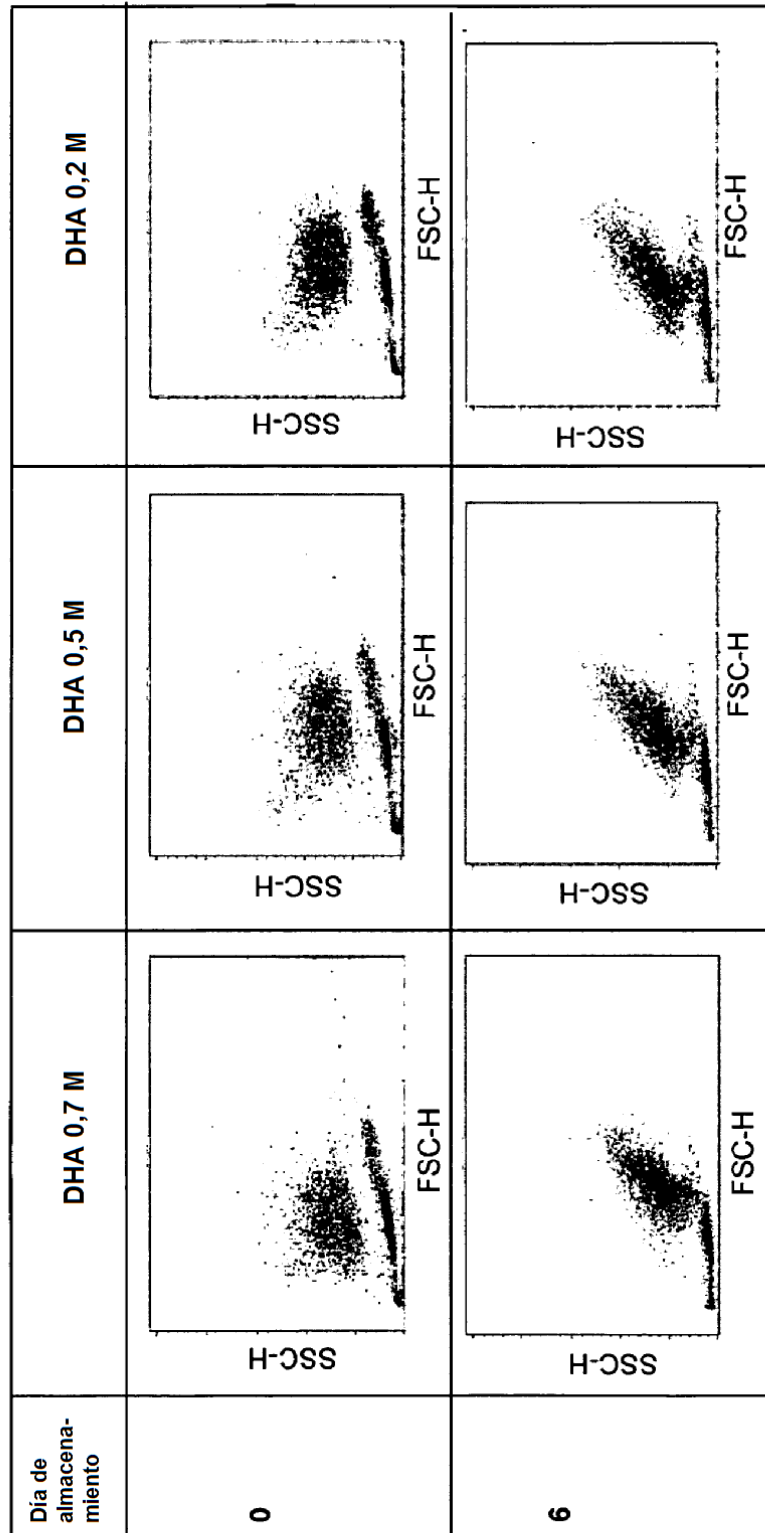 Día de
almacena-
miento
DHA 0,7 M
DHA 0,5 M
DHA 0,2 M
0
SSC-H
FSC-H
SSC-H
FSC-H
SSC-H
FSC-H
6
SSC-H
FSC-H
SSC-H
FSC-H
SSC-H
FSC-H